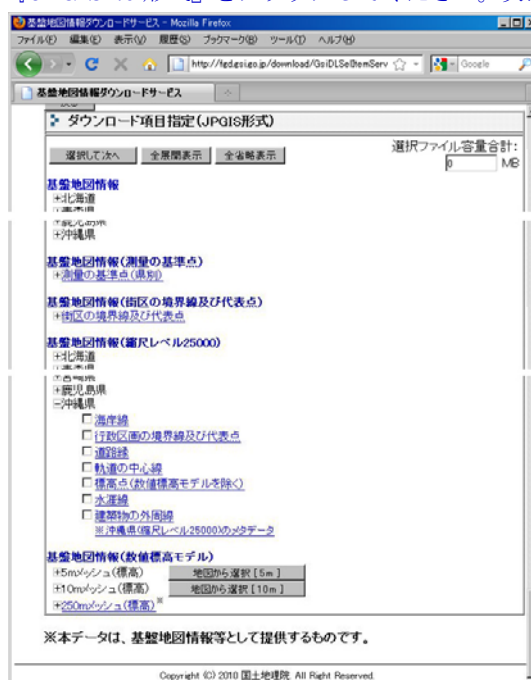 基盤地図情報ダウンロードサービス - Mozilla Firefox
ファイル(F) 編集(E) 表示(V) 履歴(S) ブックマーク(B) ツール(T) ヘルプ(H)
http://fgd.gsi.go.jp/download/GsiDLSelItemServ
Google
基盤地図情報ダウンロードサービス
ダウンロード項目指定(JPGIS形式)
選択して次へ 全展開表示 全省略表示
選択ファイル容量合計:
0 MB
基盤地図情報
+北海道
+沖縄県
基盤地図情報(測量の基準点)
+測量の基準点(県別)
基盤地図情報(街区の境界線及び代表点)
+街区の境界線及び代表点
基盤地図情報(縮尺レベル25000)
+北海道
+鹿児島県
-沖縄県
海岸線
行政区画の境界線及び代表点
道路縁
軌道の中心線
標高点(数値標高モデルを除く)
水涯線
建築物の外周線
※沖縄県(縮尺レベル25000)のメタデータ
基盤地図情報(数値標高モデル)
+5mメッシュ(標高) 地図から選択[5m]
+10mメッシュ(標高) 地図から選択[10m]
+250mメッシュ(標高)※
※本データは、基盤地図情報等として提供するものです。
Copyright (C) 2010 国土地理院. All Right Reserved.